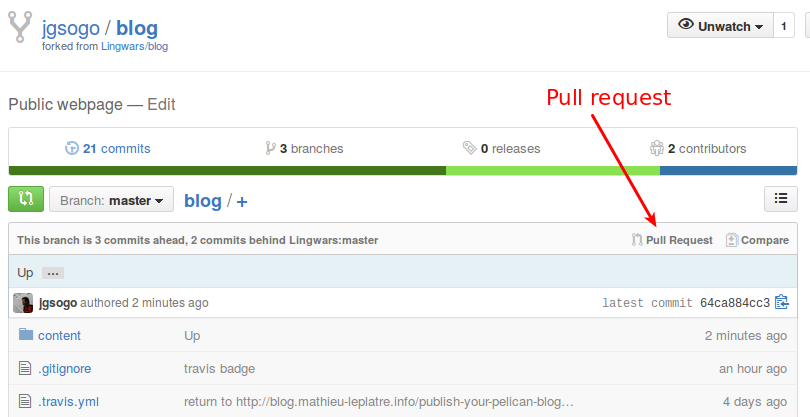 jgsogo / blog
forked from Lingwars/blog
Unwatch 1
Pull request
Public webpage — Edit
21 commits 3 branches 0 releases 2 contributors
Branch: master blog / +
This branch is 3 commits ahead, 2 commits behind Lingwars:master Pull Request Compare
Up ...
jgsogo authored 2 minutes ago latest commit 64ca884cc3
content Up 2 minutes ago
.gitignore travis badge an hour ago
.travis.yml return to http://blog.mathieu-leplatre.info/publish-your-pelican-blog… 4 days ago